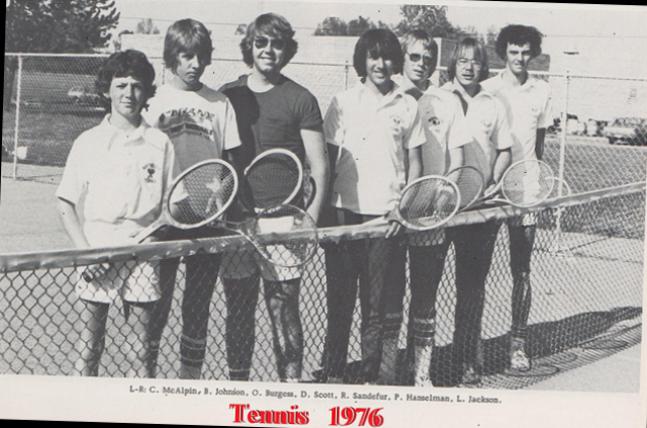 L-R: C. McAlpin, B. Johnson, O. Burgess, D. Scott, R. Sandefur, P. Hanselman, L. Jackson.
Tennis 1976